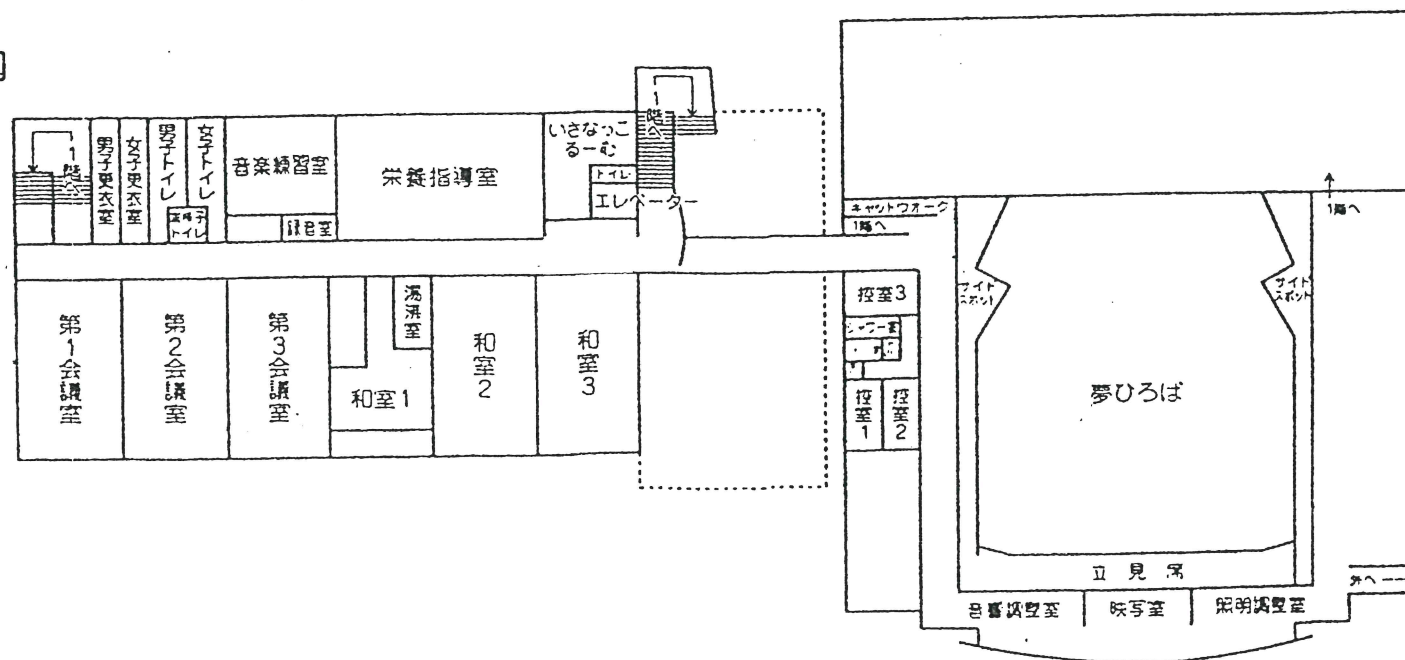 1階へ
男子更衣室
女子更衣室
男子トイレ
女子トイレ
トイレ
音楽練習室
録音室
栄養指導室
いさなっこ
るーむ
トイレ
エレベーター
1階へ
キャットウオーク
1階へ
1階へ
第1会議室
第2会議室
第3会議室
湯沸室
和室1
和室2
和室3
控室3
シャワー室
控室1
控室2
サイド
スポット
サイド
スポット
夢ひろば
立見席
音響調整室
映写室
照明調整室
外へ